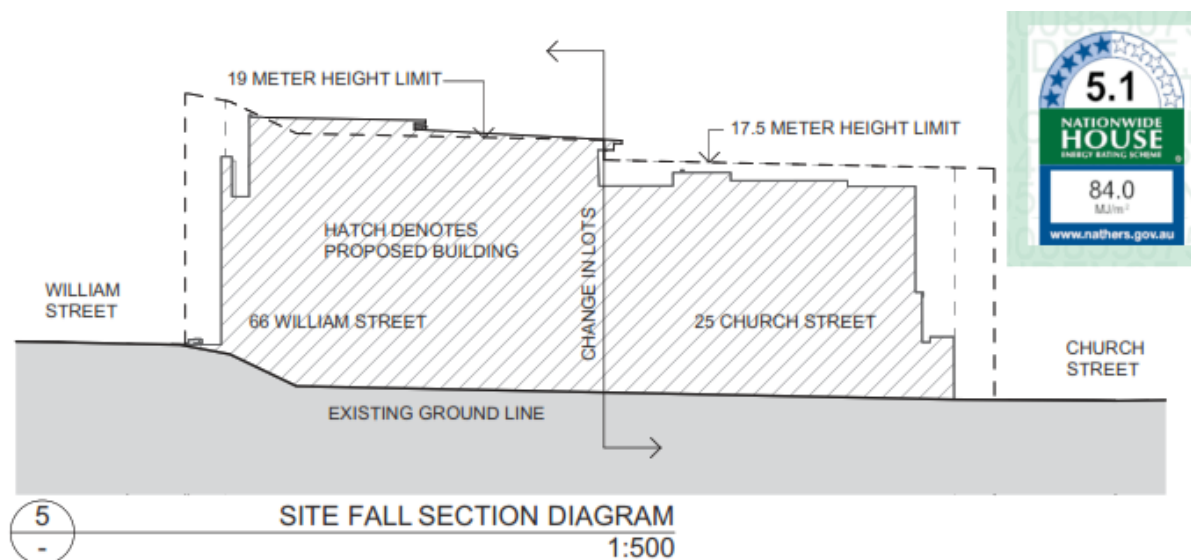 19 METER HEIGHT LIMIT
17.5 METER HEIGHT LIMIT
HATCH DENOTES
PROPOSED BUILDING
CHANGE IN LOTS
WILLIAM
STREET
66 WILLIAM STREET
25 CHURCH STREET
CHURCH
STREET
EXISTING GROUND LINE
5
-
SITE FALL SECTION DIAGRAM
1:500
5.1
NATIONWIDE
HOUSE
ENERGY RATING SCHEME
®
84.0
MJ/m²
www.nathers.gov.au